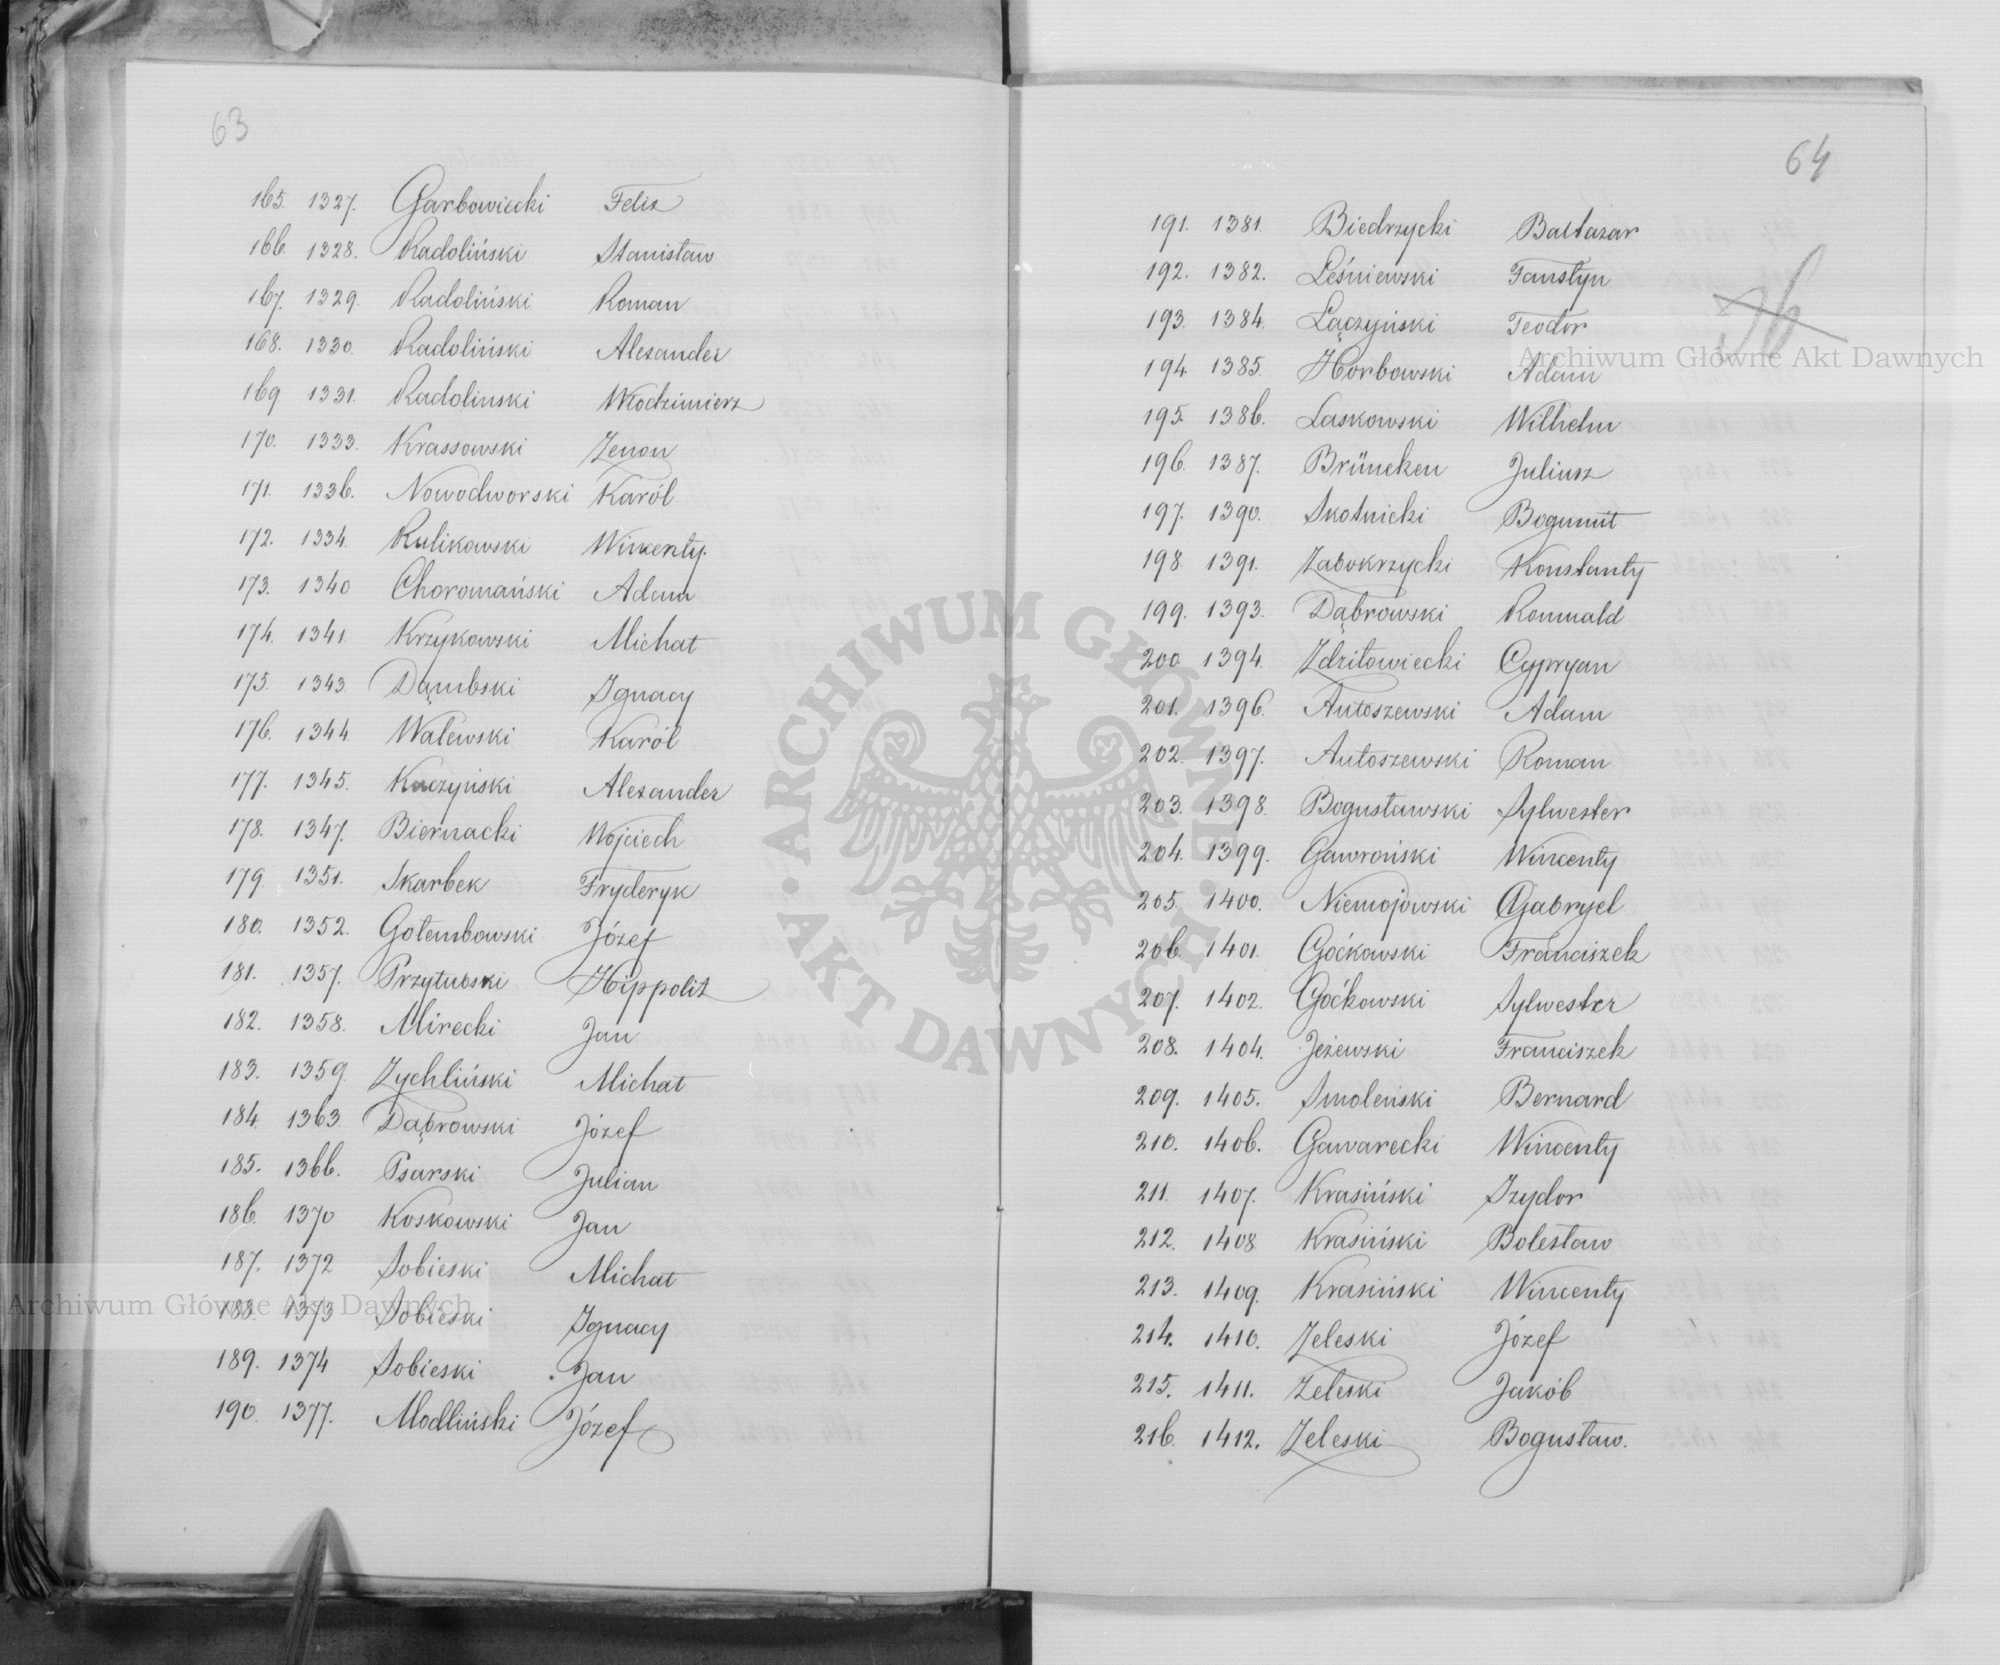 63
165. 1327. Garbowiecki Felix
166. 1328. Radoliński Stanisław
167. 1329. Radoliński Roman
168. 1330. Radoliński Alexander
169 1331. Radolinski Włodzimierz
170. 1333. Krassowski Zenon
171. 1336. Nowodworski Karól
172. 1334. Rulikowski Wincenty.
173. 1340 Choromański Adam
174. 1341. Krzykowski Michał
175. 1343. Dąmbski Ignacy
176. 1344 Walewski Karól
177. 1345. Kaczyński Alexander
178. 1347. Biernacki Wojciech
179. 1351. Skarbek Fryderyk
180. 1352. Gołembowski Józef
181. 1357. Przyłubski Hippolit
182. 1358. Mirecki Jan
183. 1359. Zychliński Michał
184. 1363. Dąbrowski Józef
185. 1366. Psarski Julian
186. 1370 Koskowski Jan
187. 1372 Sobieski Michał
188. 1373 Sobieski Ignacy
189. 1374 Sobieski Jan
190. 1377. Modliński Józef
64
191. 1381. Biedrzycki Baltazar
192. 1382. Leśniewski Faustyn
193. 1384. Łączyński Teodor
194 1385. Horbowski Adam
195. 1386. Laskowski Wilhelm
196. 1387. Brüneken Juliusz
197. 1390. Skotnicki Bogumił
198. 1391. Zabokrzycki Konstanty
199. 1393. Dąbrowski Romuald
200 1394. Zdziłowiecki Cypryan
201. 1396. Autoszewski Adam
202. 1397. Autoszewski Roman
203. 1398. Bogusławski Sylwester
204. 1399. Gawroński Wincenty
205. 1400. Niemojowski Gabryel
206. 1401. Goćkowski Franciszek
207. 1402. Goćkowski Sylwester
208. 1404. Jeżewski Franciszek
209. 1405. Smoleński Bernard
210. 1406. Gawarecki Wincenty
211. 1407. Krasiński Izydor
212. 1408 Krasiński Bolesław
213. 1409. Krasiński Wincenty
214. 1410. Zeleski Józef
215. 1411. Zeleski Jakób
216. 1412. Zeleski Bogusław.
Archiwum Główne Akt Dawnych
Archiwum Główne Akt Dawnych
ARCHIWUM GŁÓWNE · AKT DAWNYCH ·